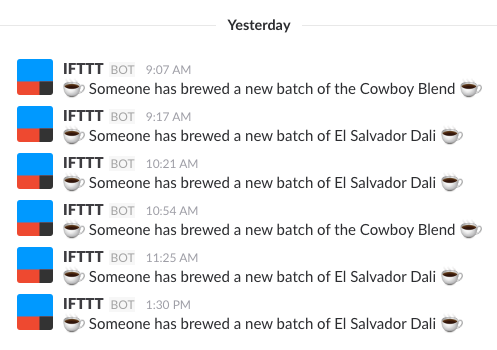 Yesterday
IFTTT BOT 9:07 AM
☕ Someone has brewed a new batch of the Cowboy Blend ☕
IFTTT BOT 9:17 AM
☕ Someone has brewed a new batch of El Salvador Dali ☕
IFTTT BOT 10:21 AM
☕ Someone has brewed a new batch of El Salvador Dali ☕
IFTTT BOT 10:54 AM
☕ Someone has brewed a new batch of the Cowboy Blend ☕
IFTTT BOT 11:25 AM
☕ Someone has brewed a new batch of El Salvador Dali ☕
IFTTT BOT 1:30 PM
☕ Someone has brewed a new batch of El Salvador Dali ☕